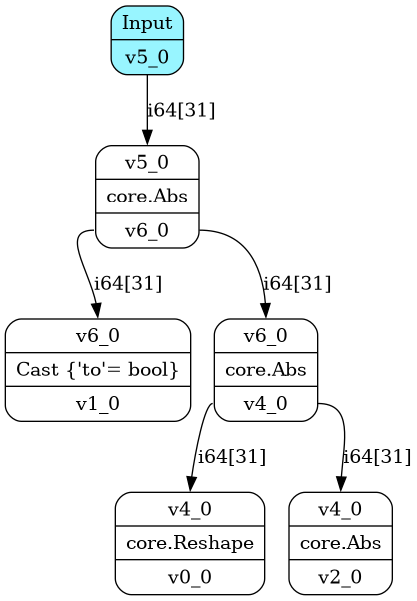 Input
v5_0
i64[31]
v5_0
core.Abs
v6_0
i64[31]
i64[31]
v6_0
Cast {'to'= bool}
v1_0
v6_0
core.Abs
v4_0
i64[31]
i64[31]
v4_0
core.Reshape
v0_0
v4_0
core.Abs
v2_0